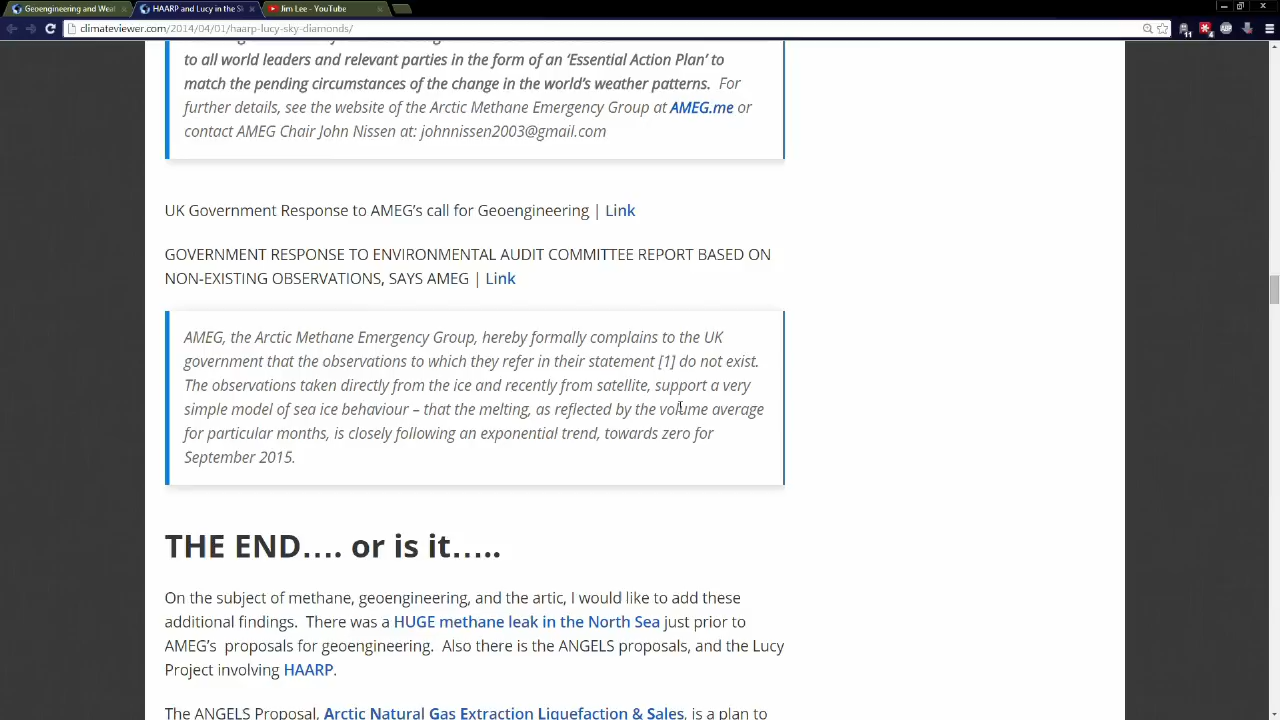 Geoengineering and Weat
HAARP and Lucy in the Sk
Jim Lee - YouTube
climateviewer.com/2014/04/01/haarp-lucy-sky-diamonds/
11
4
ABP
to all world leaders and relevant parties in the form of an ‘Essential Action Plan’ to
match the pending circumstances of the change in the world’s weather patterns. For
further details, see the website of the Arctic Methane Emergency Group at AMEG.me or
contact AMEG Chair John Nissen at: johnnissen2003@gmail.com
UK Government Response to AMEG’s call for Geoengineering | Link
GOVERNMENT RESPONSE TO ENVIRONMENTAL AUDIT COMMITTEE REPORT BASED ON
NON-EXISTING OBSERVATIONS, SAYS AMEG | Link
AMEG, the Arctic Methane Emergency Group, hereby formally complains to the UK
government that the observations to which they refer in their statement [1] do not exist.
The observations taken directly from the ice and recently from satellite, support a very
simple model of sea ice behaviour – that the melting, as reflected by the volume average
for particular months, is closely following an exponential trend, towards zero for
September 2015.
THE END…. or is it…..
On the subject of methane, geoengineering, and the artic, I would like to add these
additional findings. There was a HUGE methane leak in the North Sea just prior to
AMEG’s proposals for geoengineering. Also there is the ANGELS proposals, and the Lucy
Project involving HAARP.
The ANGELS Proposal, Arctic Natural Gas Extraction Liquefaction & Sales, is a plan to